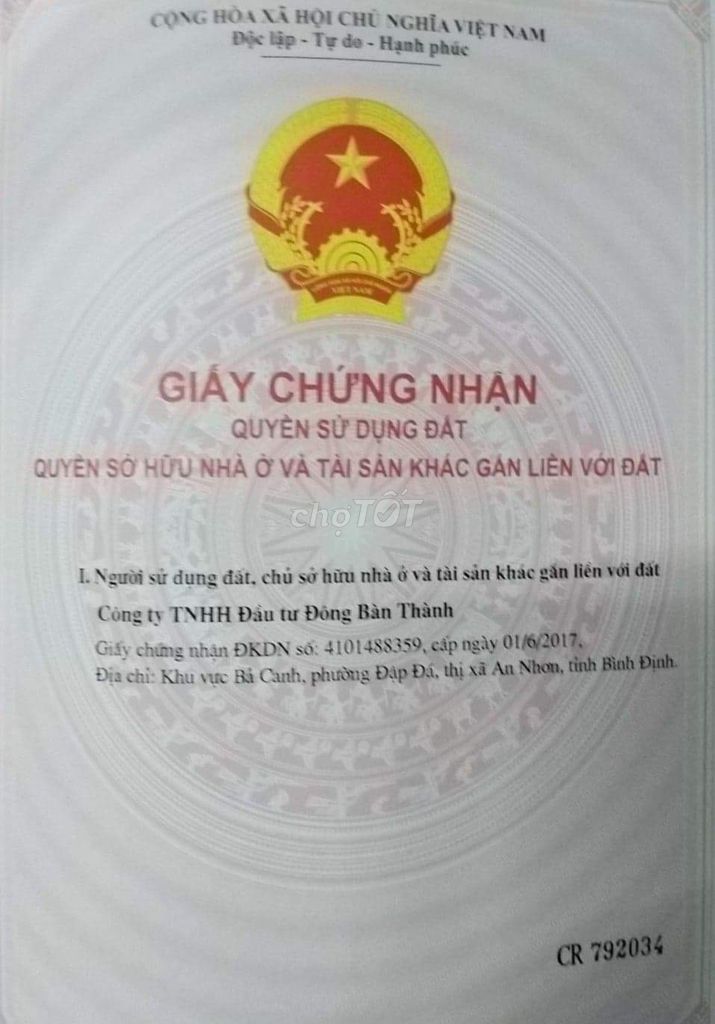 CỘNG HÒA XÃ HỘI CHỦ NGHĨA VIỆT NAM
Độc lập - Tự do - Hạnh phúc
VIỆT NAM
GIẤY CHỨNG NHẬN
QUYỀN SỬ DỤNG ĐẤT
QUYỀN SỞ HỮU NHÀ Ở VÀ TÀI SẢN KHÁC GẮN LIỀN VỚI ĐẤT
chợTỐT
I. Người sử dụng đất, chủ sở hữu nhà ở và tài sản khác gắn liền với đất
Công ty TNHH Đầu tư Đông Bàn Thành
Giấy chứng nhận ĐKDN số: 4101488359, cấp ngày 01/6/2017,
Địa chỉ: Khu vực Bả Canh, phường Đập Đá, thị xã An Nhơn, tỉnh Bình Định.
CR 792034